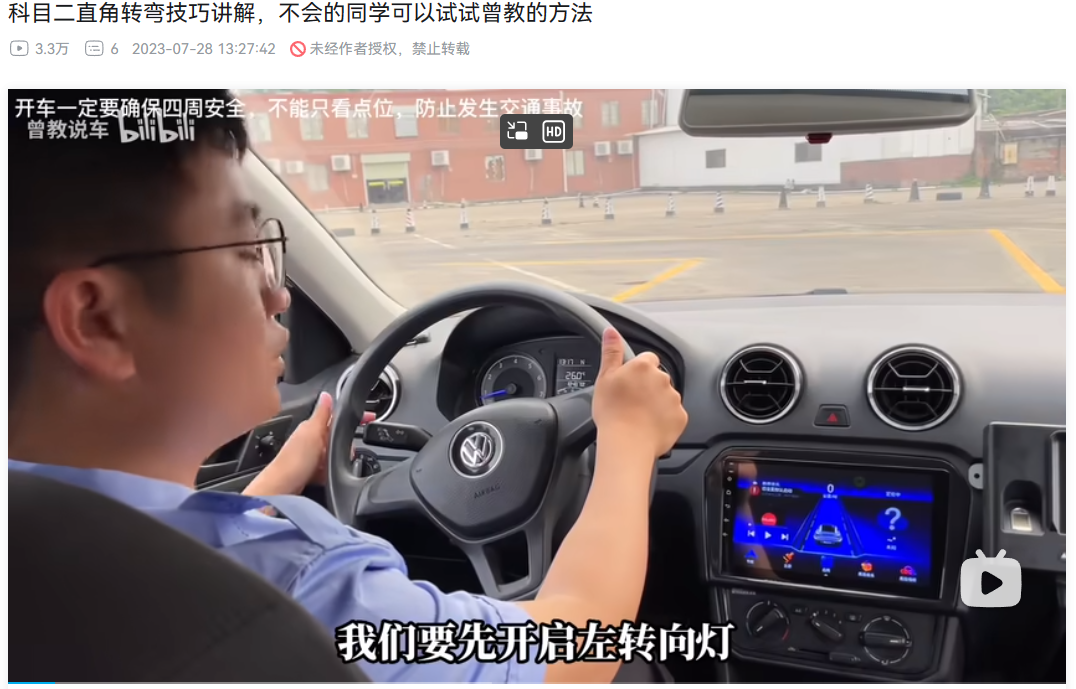 科目二直角转弯技巧讲解，不会的同学可以试试曾教的方法
3.3万 6 2023-07-28 13:27:42 未经作者授权，禁止转载
开车一定要确保四周安全，不能只看点位，防止发生交通事故
曾教说车 bilibili
HD
AIRBAG
0
?
我们要先开启左转向灯